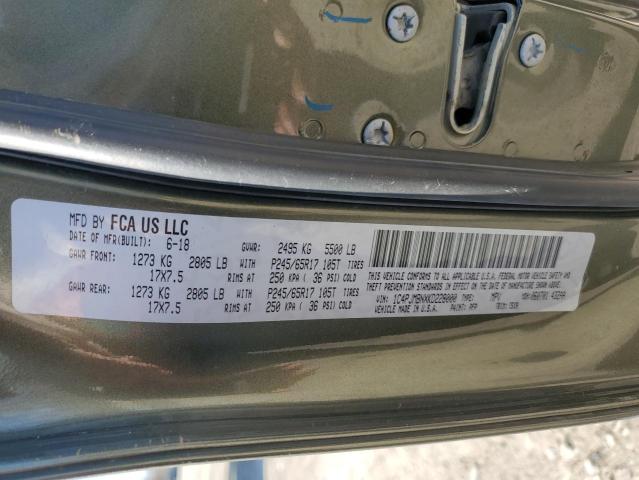 MFD BY FCA US LLC
DATE OF MFR(BUILT): 6-18 GVWR: 2495 KG 5500 LB
GAWR FRONT: 1273 KG 2805 LB WITH P245/65R17 105T TIRES
17X7.5 RIMS AT 250 KPA ( 36 PSI) COLD
GAWR REAR: 1273 KG 2805 LB WITH P245/65R17 105T TIRES
17X7.5 RIMS AT 250 KPA ( 36 PSI) COLD
THIS VEHICLE CONFORMS TO ALL APPLICABLE U.S.A. FEDERAL MOTOR VEHICLE SAFETY AND
THEFT PREVENTION STANDARDS IN EFFECT ON THE DATE OF MANUFACTURE SHOWN ABOVE.
VIN: 1C4PJMBNXKD228000 TYPE: MPV
MADE IN U.S.A. PAINT: PFP